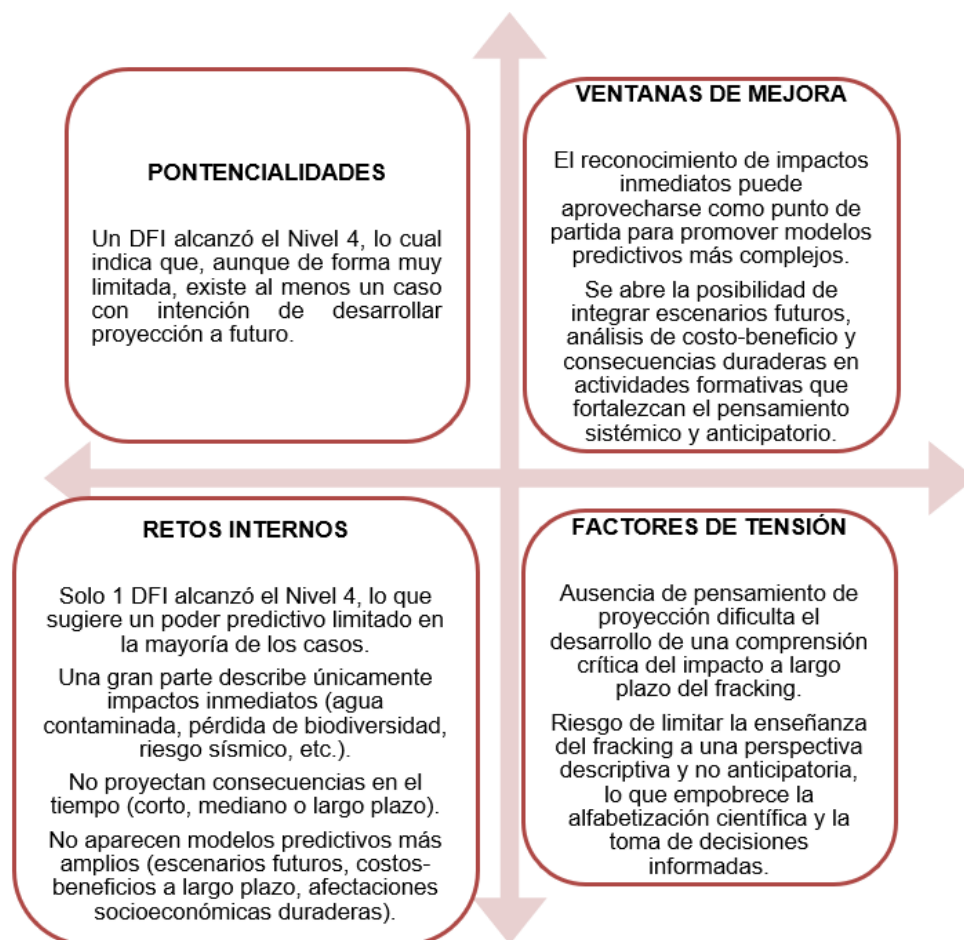 PONTENCIALIDADES
Un DFI alcanzó el Nivel 4, lo cual
indica que, aunque de forma muy
limitada, existe al menos un caso
con intención de desarrollar
proyección a futuro.
VENTANAS DE MEJORA
El reconocimiento de impactos
inmediatos puede
aprovecharse como punto de
partida para promover modelos
predictivos más complejos.
Se abre la posibilidad de
integrar escenarios futuros,
análisis de costo-beneficio y
consecuencias duraderas en
actividades formativas que
fortalezcan el pensamiento
sistémico y anticipatorio.
RETOS INTERNOS
Solo 1 DFI alcanzó el Nivel 4, lo que
sugiere un poder predictivo limitado en
la mayoría de los casos.
Una gran parte describe únicamente
impactos inmediatos (agua
contaminada, pérdida de biodiversidad,
riesgo sísmico, etc.).
No proyectan consecuencias en el
tiempo (corto, mediano o largo plazo).
No aparecen modelos predictivos más
amplios (escenarios futuros, costos-
beneficios a largo plazo, afectaciones
socioeconómicas duraderas).
FACTORES DE TENSIÓN
Ausencia de pensamiento de
proyección dificulta el
desarrollo de una comprensión
crítica del impacto a largo
plazo del fracking.
Riesgo de limitar la enseñanza
del fracking a una perspectiva
descriptiva y no anticipatoria,
lo que empobrece la
alfabetización científica y la
toma de decisiones
informadas.